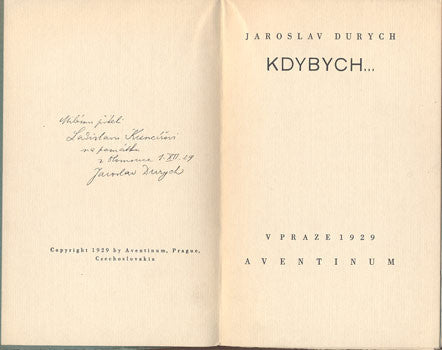 Milému příteli
Ladislavu Kuncířovi
na památku
z Olomouce 1. XII. 29
Jaroslav Durych
Copyright 1929 by Aventinum, Prague,
Czechoslovakia
JAROSLAV DURYCH
KDYBYCH...
V PRAZE 1929
AVENTINUM